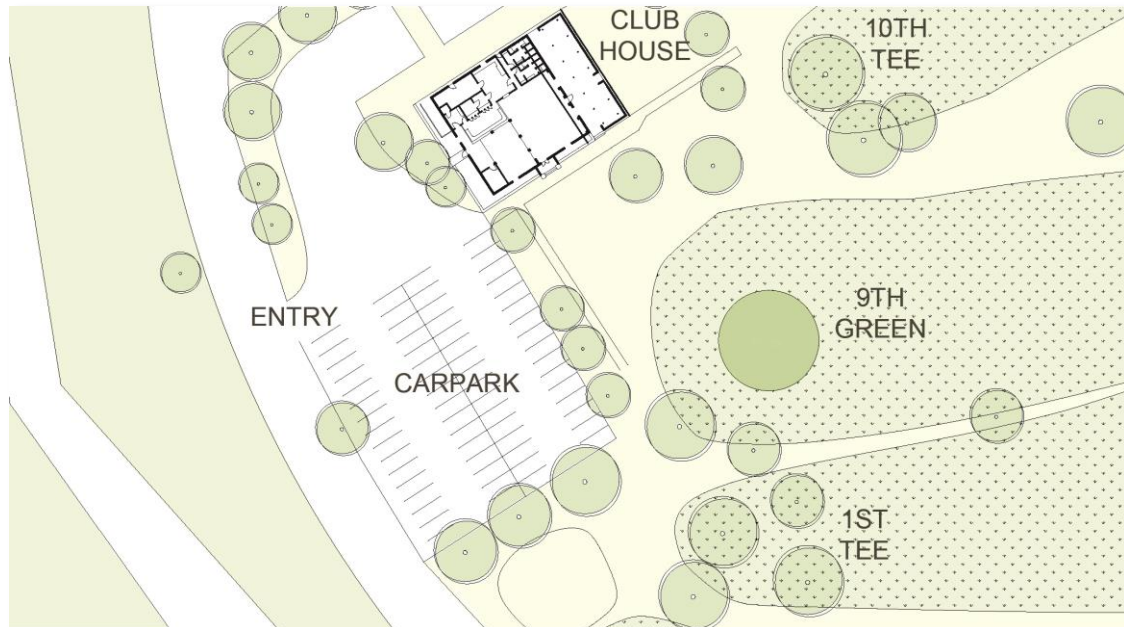 CLUB
HOUSE
10TH
TEE
ENTRY
9TH
GREEN
CARPARK
1ST
TEE